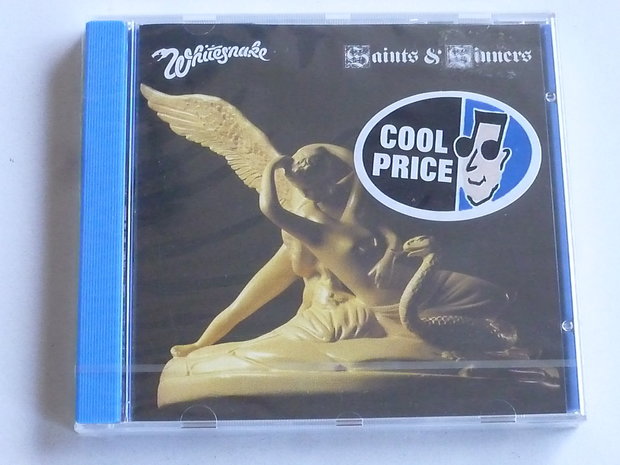 Whitesnake
Saints & Sinners
COOL
PRICE